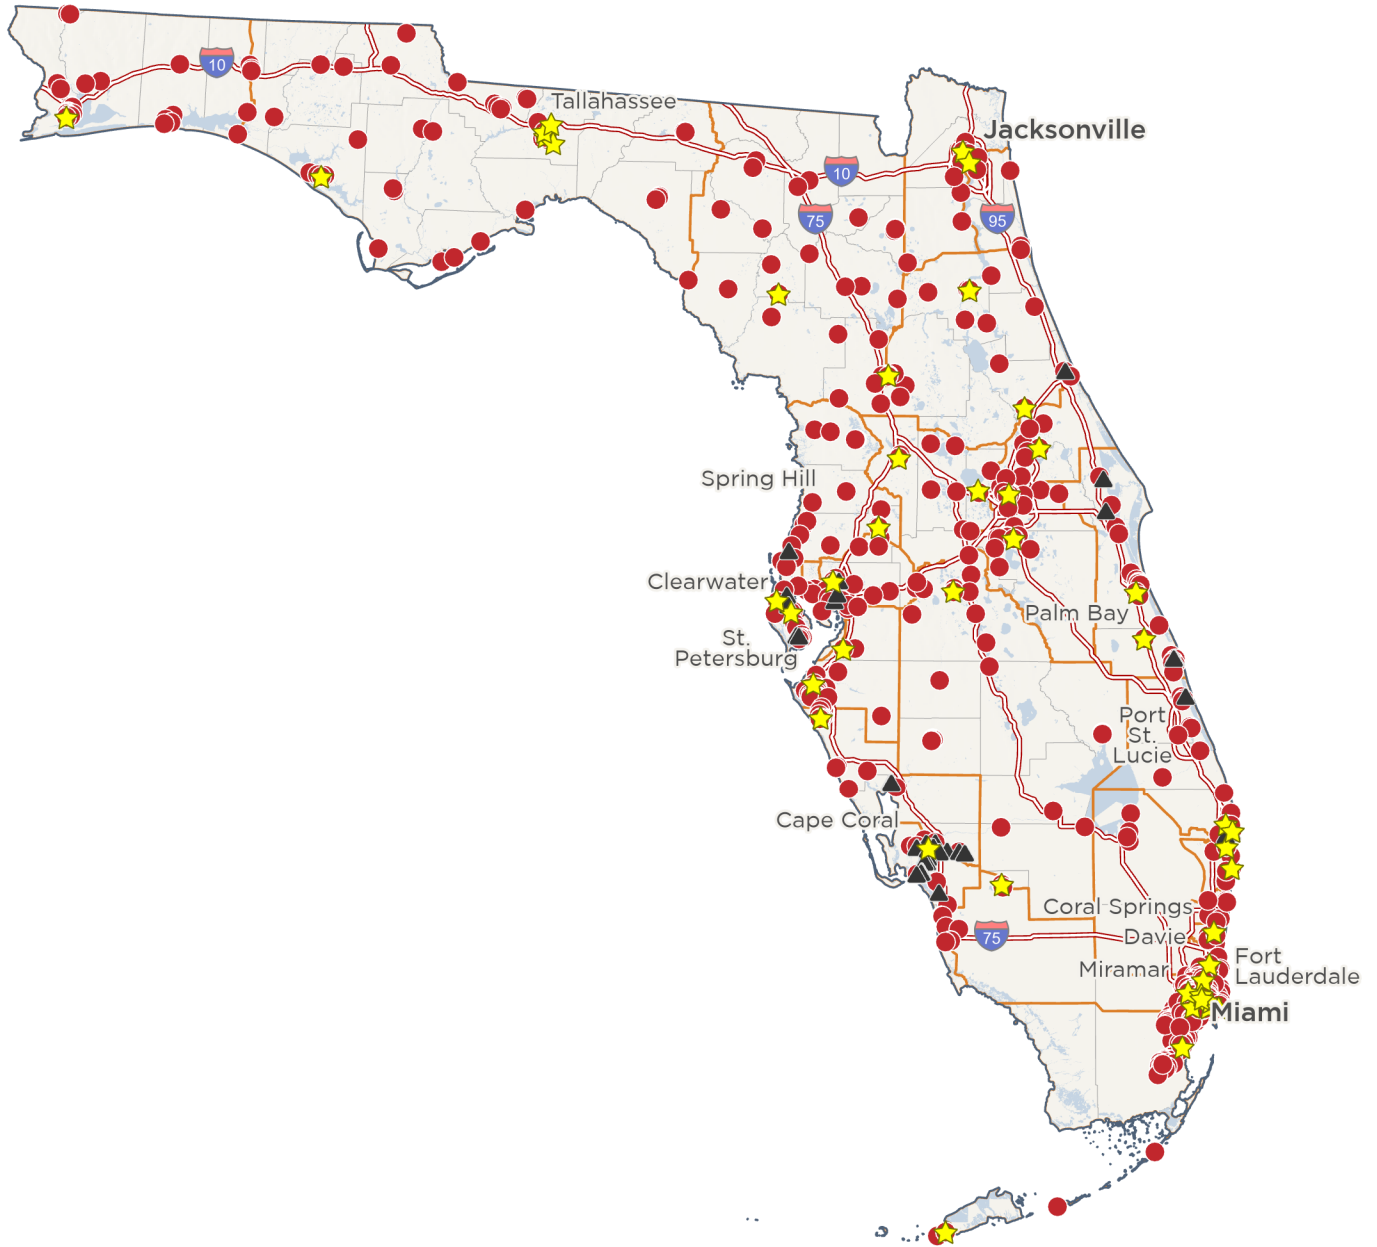 10
Tallahassee
Jacksonville
10
75
95
Spring Hill
Clearwater
Palm Bay
St.
Petersburg
Port
St.
Lucie
Cape Coral
Coral Springs
75
Davie
Fort
Lauderdale
Miramar
Miami